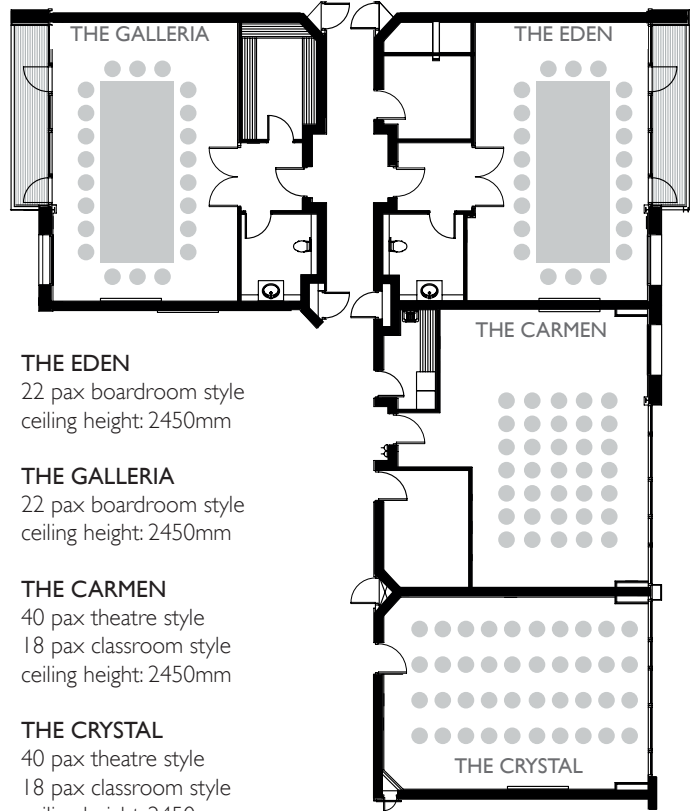 THE GALLERIA
THE EDEN
THE CARMEN
THE EDEN
22 pax boardroom style
ceiling height: 2450mm
THE GALLERIA
22 pax boardroom style
ceiling height: 2450mm
THE CARMEN
40 pax theatre style
18 pax classroom style
ceiling height: 2450mm
THE CRYSTAL
40 pax theatre style
18 pax classroom style
THE CRYSTAL